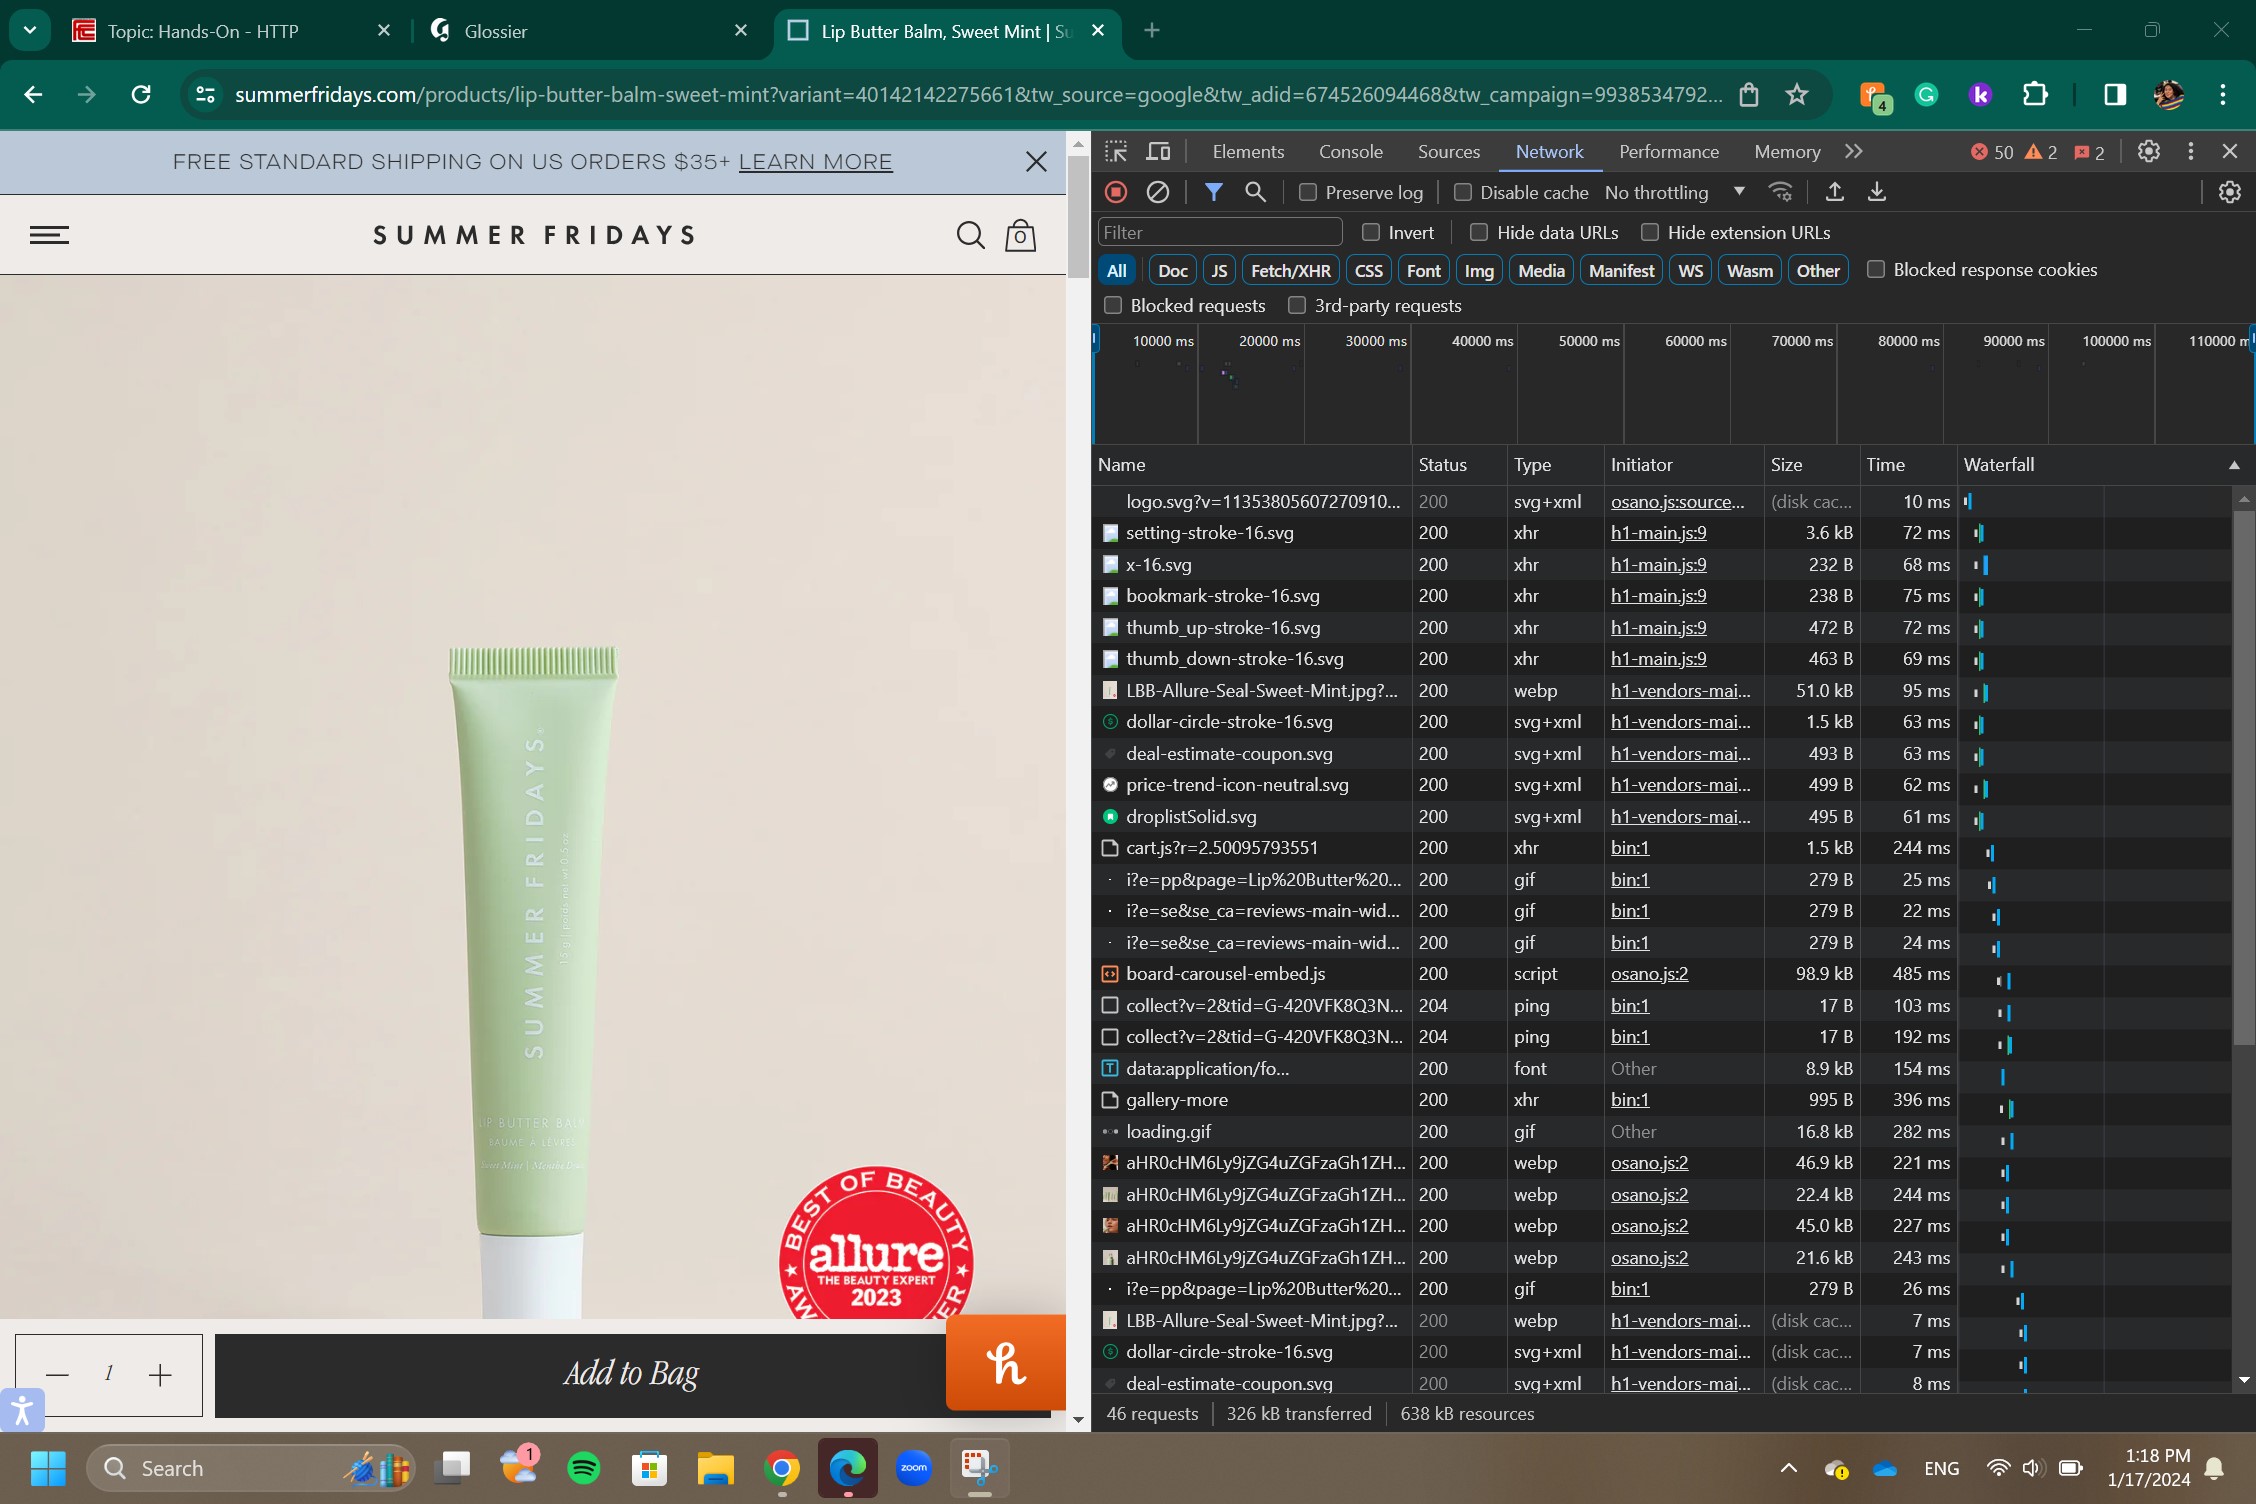 Topic: Hands-On - HTTP
Glossier
Lip Butter Balm, Sweet Mint | Su
summerfridays.com/products/lip-butter-balm-sweet-mint?variant=40142142275661&tw_source=google&tw_adid=674526094468&tw_campaign=9938534792...
4
FREE STANDARD SHIPPING ON US ORDERS $35+ LEARN MORE
SUMMER FRIDAYS
0
SUMMER FRIDAYS
LIP BUTTER BALM
BAUME A LEVRES
BEST OF BEAUTY
allure
THE BEAUTY EXPERT
2023
1
Add to Bag
h
Elements Console Sources Network Performance Memory 50 2 2
Preserve log Disable cache No throttling
Filter Invert Hide data URLs Hide extension URLs
All Doc JS Fetch/XHR CSS Font Img Media Manifest WS Wasm Other Blocked response cookies
Blocked requests 3rd-party requests
10000 ms 20000 ms 30000 ms 40000 ms 50000 ms 60000 ms 70000 ms 80000 ms 90000 ms 100000 ms 110000 m
Name Status Type Initiator Size Time Waterfall
logo.svg?v=11353805607270910... 200 svg+xml osano.js:source... (disk cac... 10 ms
setting-stroke-16.svg 200 xhr h1-main.js:9 3.6 kB 72 ms
x-16.svg 200 xhr h1-main.js:9 232 B 68 ms
bookmark-stroke-16.svg 200 xhr h1-main.js:9 238 B 75 ms
thumb_up-stroke-16.svg 200 xhr h1-main.js:9 472 B 72 ms
thumb_down-stroke-16.svg 200 xhr h1-main.js:9 463 B 69 ms
LBB-Allure-Seal-Sweet-Mint.jpg?... 200 webp h1-vendors-mai... 51.0 kB 95 ms
dollar-circle-stroke-16.svg 200 svg+xml h1-vendors-mai... 1.5 kB 63 ms
deal-estimate-coupon.svg 200 svg+xml h1-vendors-mai... 493 B 63 ms
price-trend-icon-neutral.svg 200 svg+xml h1-vendors-mai... 499 B 62 ms
droplistSolid.svg 200 svg+xml h1-vendors-mai... 495 B 61 ms
cart.js?r=2.50095793551 200 xhr bin:1 1.5 kB 244 ms
i?e=pp&page=Lip%20Butter%20... 200 gif bin:1 279 B 25 ms
i?e=se&se_ca=reviews-main-wid... 200 gif bin:1 279 B 22 ms
i?e=se&se_ca=reviews-main-wid... 200 gif bin:1 279 B 24 ms
board-carousel-embed.js 200 script osano.js:2 98.9 kB 485 ms
collect?v=2&tid=G-420VFK8Q3N... 204 ping bin:1 17 B 103 ms
collect?v=2&tid=G-420VFK8Q3N... 204 ping bin:1 17 B 192 ms
data:application/fo... 200 font Other 8.9 kB 154 ms
gallery-more 200 xhr bin:1 995 B 396 ms
loading.gif 200 gif Other 16.8 kB 282 ms
aHR0cHM6Ly9jZG4uZGFzaGh1ZH... 200 webp osano.js:2 46.9 kB 221 ms
aHR0cHM6Ly9jZG4uZGFzaGh1ZH... 200 webp osano.js:2 22.4 kB 244 ms
aHR0cHM6Ly9jZG4uZGFzaGh1ZH... 200 webp osano.js:2 45.0 kB 227 ms
aHR0cHM6Ly9jZG4uZGFzaGh1ZH... 200 webp osano.js:2 21.6 kB 243 ms
i?e=pp&page=Lip%20Butter%20... 200 gif bin:1 279 B 26 ms
LBB-Allure-Seal-Sweet-Mint.jpg?... 200 webp h1-vendors-mai... (disk cac... 7 ms
dollar-circle-stroke-16.svg 200 svg+xml h1-vendors-mai... (disk cac... 7 ms
deal-estimate-coupon.svg 200 svg+xml h1-vendors-mai... (disk cac... 8 ms
46 requests 326 kB transferred 638 kB resources
Search
1
zoom
ENG
1:18 PM
1/17/2024